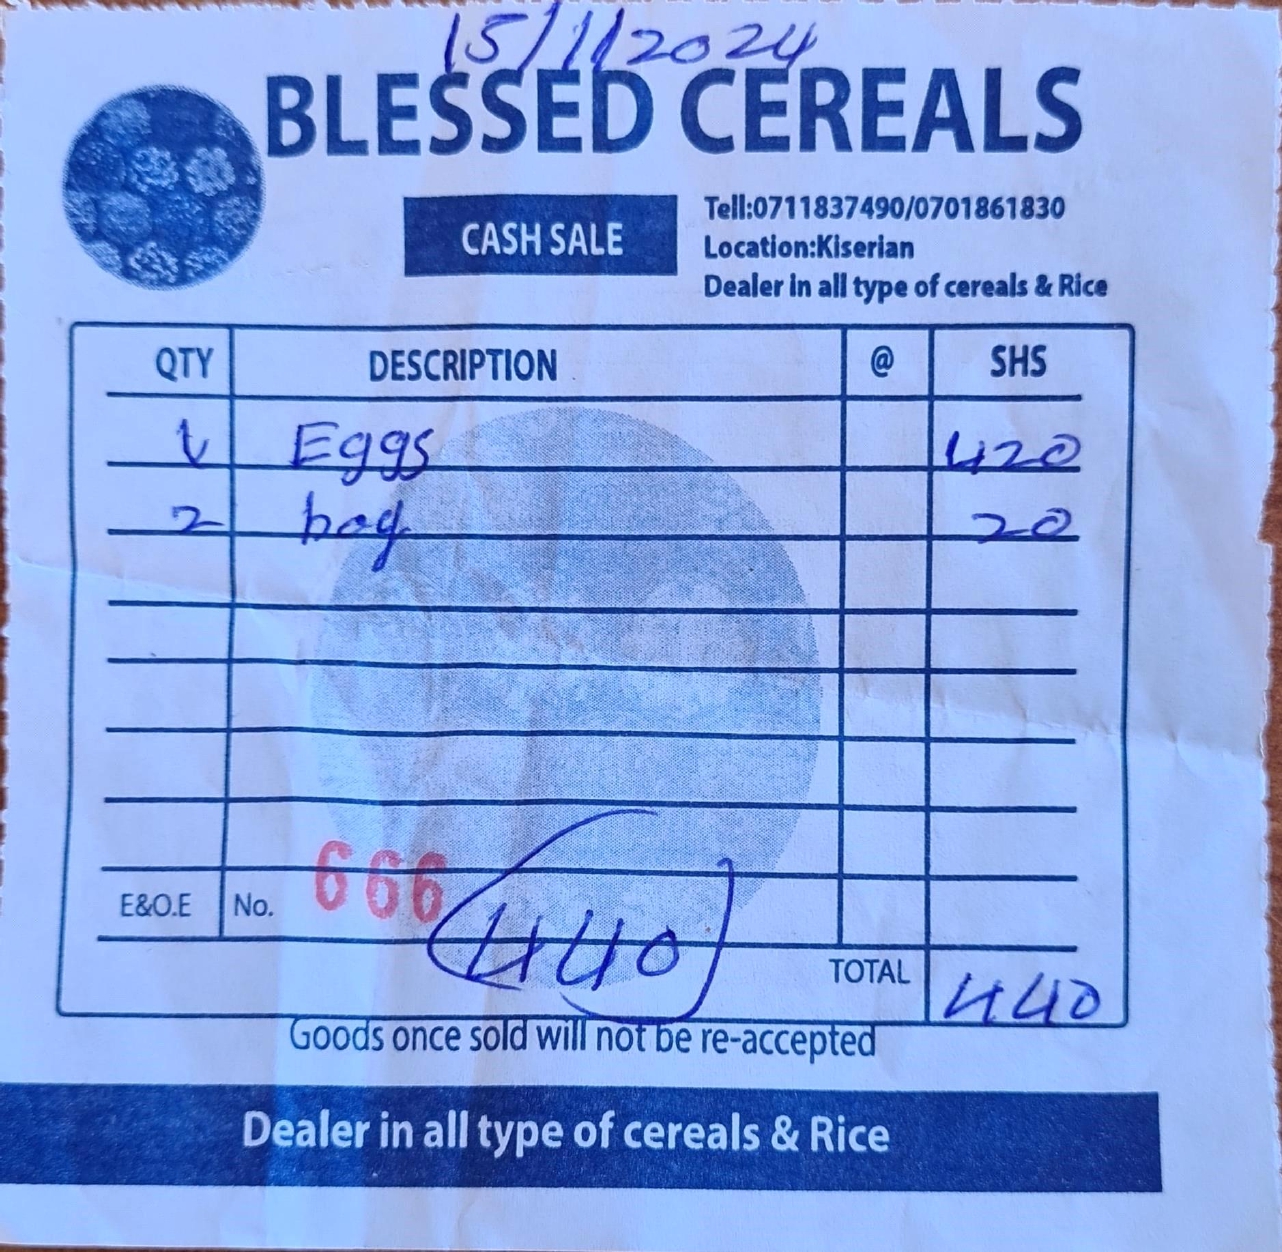 15/11/2024
BLESSED CEREALS
CASH SALE
Tell:0711837490/0701861830
Location:Kiserian
Dealer in all type of cereals & Rice
QTY DESCRIPTION @ SHS
1 Eggs 420
2 bag 20
E&O.E No. 666
440
TOTAL 440
Goods once sold will not be re-accepted
Dealer in all type of cereals & Rice